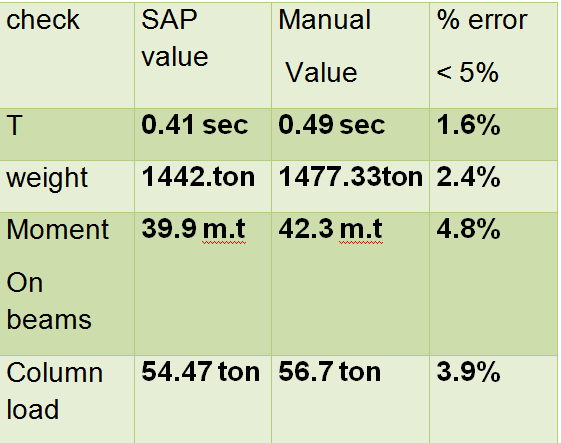 check SAP Manual % error
value Value < 5%
T 0.41 sec 0.49 sec 1.6%
weight 1442.ton 1477.33ton 2.4%
Moment 39.9 m.t 42.3 m.t 4.8%
On
beams
Column 54.47 ton 56.7 ton 3.9%
load